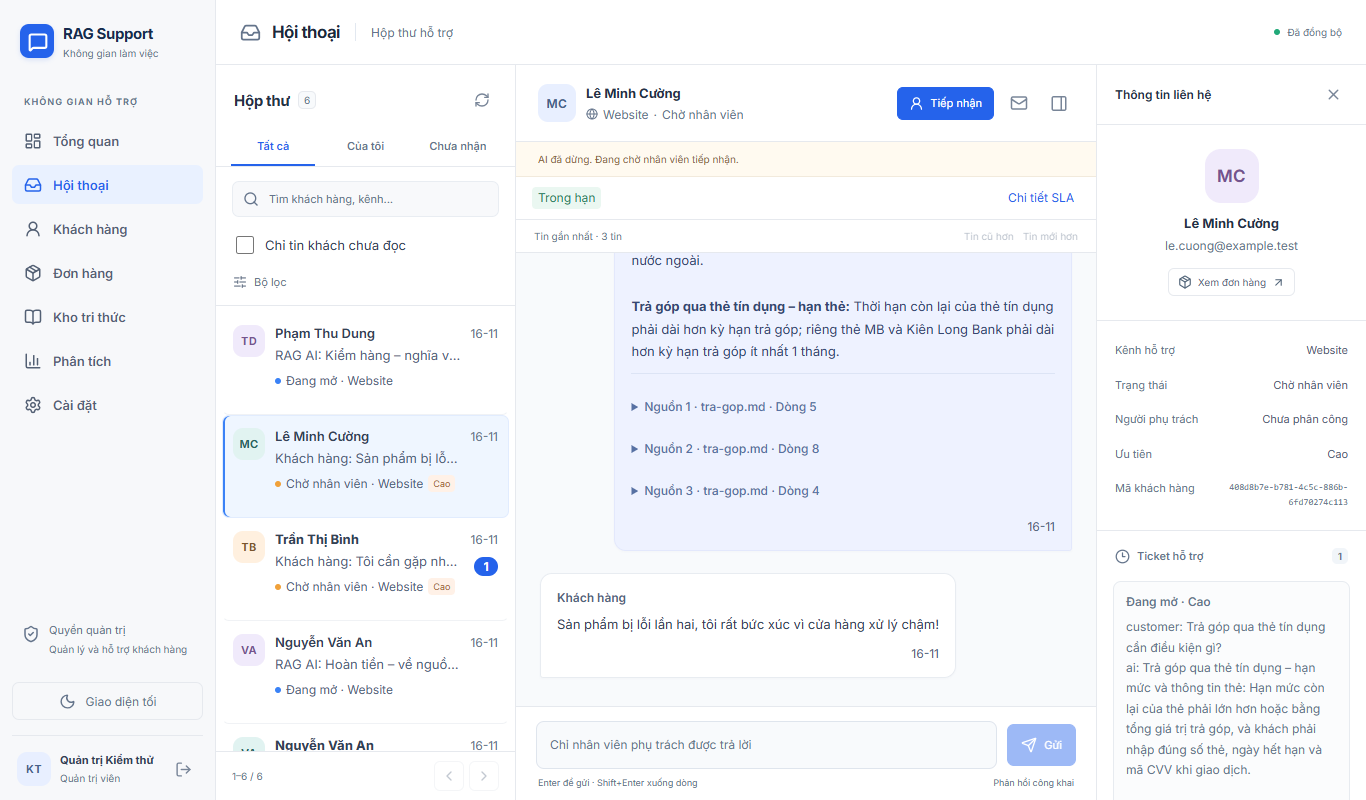 RAG Support
Không gian làm việc
KHÔNG GIAN HỖ TRỢ
Tổng quan
Hội thoại
Khách hàng
Đơn hàng
Kho tri thức
Phân tích
Cài đặt
Quyền quản trị
Quản lý và hỗ trợ khách hàng
Giao diện tối
KT
Quản trị Kiểm thử
Quản trị viên
Hội thoại
Hộp thư hỗ trợ
Đã đồng bộ
Hộp thư 6
Tất cả Của tôi Chưa nhận
Tìm khách hàng, kênh...
Chỉ tin khách chưa đọc
Bộ lọc
TD
Phạm Thu Dung 16-11
RAG AI: Kiểm hàng – nghĩa v...
Đang mở · Website
MC
Lê Minh Cường 16-11
Khách hàng: Sản phẩm bị lỗ...
Chờ nhân viên · Website Cao
TB
Trần Thị Bình 16-11
Khách hàng: Tôi cần gặp nh...
1
Chờ nhân viên · Website Cao
VA
Nguyễn Văn An 16-11
RAG AI: Hoàn tiền – về nguồ...
Đang mở · Website
Nguyễn Văn An 16-11
1–6 / 6
MC
Lê Minh Cường
Website · Chờ nhân viên
Tiếp nhận
AI đã dừng. Đang chờ nhân viên tiếp nhận.
Trong hạn
Chi tiết SLA
Tin gần nhất · 3 tin
Tin cũ hơn Tin mới hơn
nước ngoài.
Trả góp qua thẻ tín dụng – hạn thẻ: Thời hạn còn lại của thẻ tín dụng
phải dài hơn kỳ hạn trả góp; riêng thẻ MB và Kiên Long Bank phải dài
hơn kỳ hạn trả góp ít nhất 1 tháng.
Nguồn 1 · tra-gop.md · Dòng 5
Nguồn 2 · tra-gop.md · Dòng 8
Nguồn 3 · tra-gop.md · Dòng 4
16-11
Khách hàng
Sản phẩm bị lỗi lần hai, tôi rất bức xúc vì cửa hàng xử lý chậm!
16-11
Chỉ nhân viên phụ trách được trả lời
Gửi
Enter để gửi · Shift+Enter xuống dòng
Phản hồi công khai
Thông tin liên hệ
MC
Lê Minh Cường
le.cuong@example.test
Xem đơn hàng
Kênh hỗ trợ Website
Trạng thái Chờ nhân viên
Người phụ trách Chưa phân công
Ưu tiên Cao
Mã khách hàng 408d8b7e-b781-4c5c-886b-
6fd70274c113
Ticket hỗ trợ 1
Đang mở · Cao
customer: Trả góp qua thẻ tín dụng
cần điều kiện gì?
ai: Trả góp qua thẻ tín dụng – hạn
mức và thông tin thẻ: Hạn mức còn
lại của thẻ phải lớn hơn hoặc bằng
tổng giá trị trả góp, và khách phải
nhập đúng số thẻ, ngày hết hạn và
mã CVV khi giao dịch.